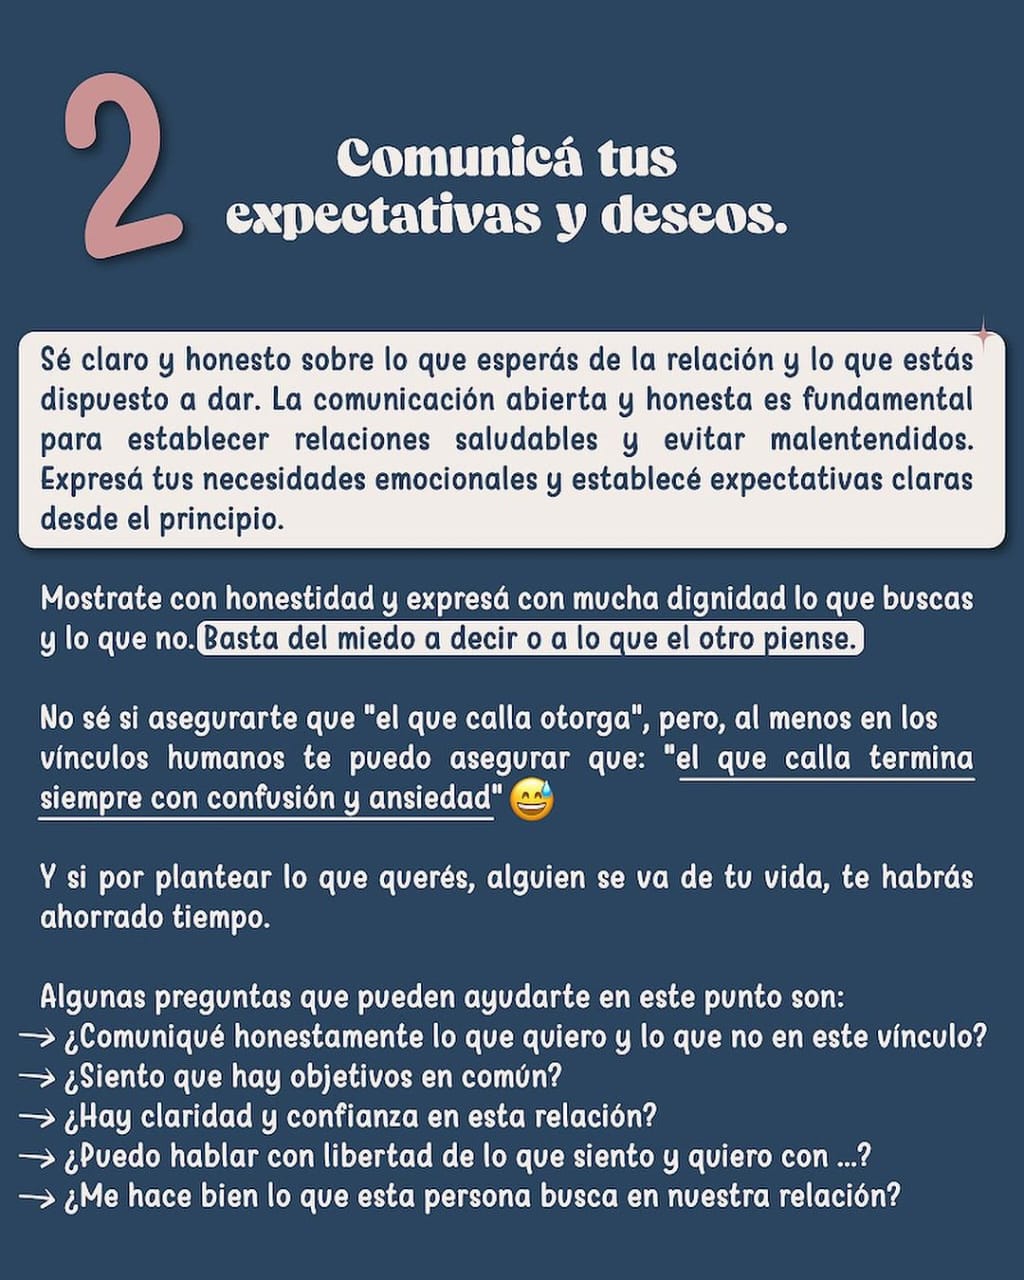 2
Comunicá tus
expectativas y deseos.
Sé claro y honesto sobre lo que esperás de la relación y lo que estás
dispuesto a dar. La comunicación abierta y honesta es fundamental
para establecer relaciones saludables y evitar malentendidos.
Expresá tus necesidades emocionales y establecé expectativas claras
desde el principio.
Mostrate con honestidad y expresá con mucha dignidad lo que buscas
y lo que no. Basta del miedo a decir o a lo que el otro piense.
No sé si asegurarte que "el que calla otorga", pero, al menos en los
vínculos humanos te puedo asegurar que: "el que calla termina
siempre con confusión y ansiedad" 😅
Y si por plantear lo que querés, alguien se va de tu vida, te habrás
ahorrado tiempo.
Algunas preguntas que pueden ayudarte en este punto son:
→ ¿Comuniqué honestamente lo que quiero y lo que no en este vínculo?
→ ¿Siento que hay objetivos en común?
→ ¿Hay claridad y confianza en esta relación?
→ ¿Puedo hablar con libertad de lo que siento y quiero con ...?
→ ¿Me hace bien lo que esta persona busca en nuestra relación?